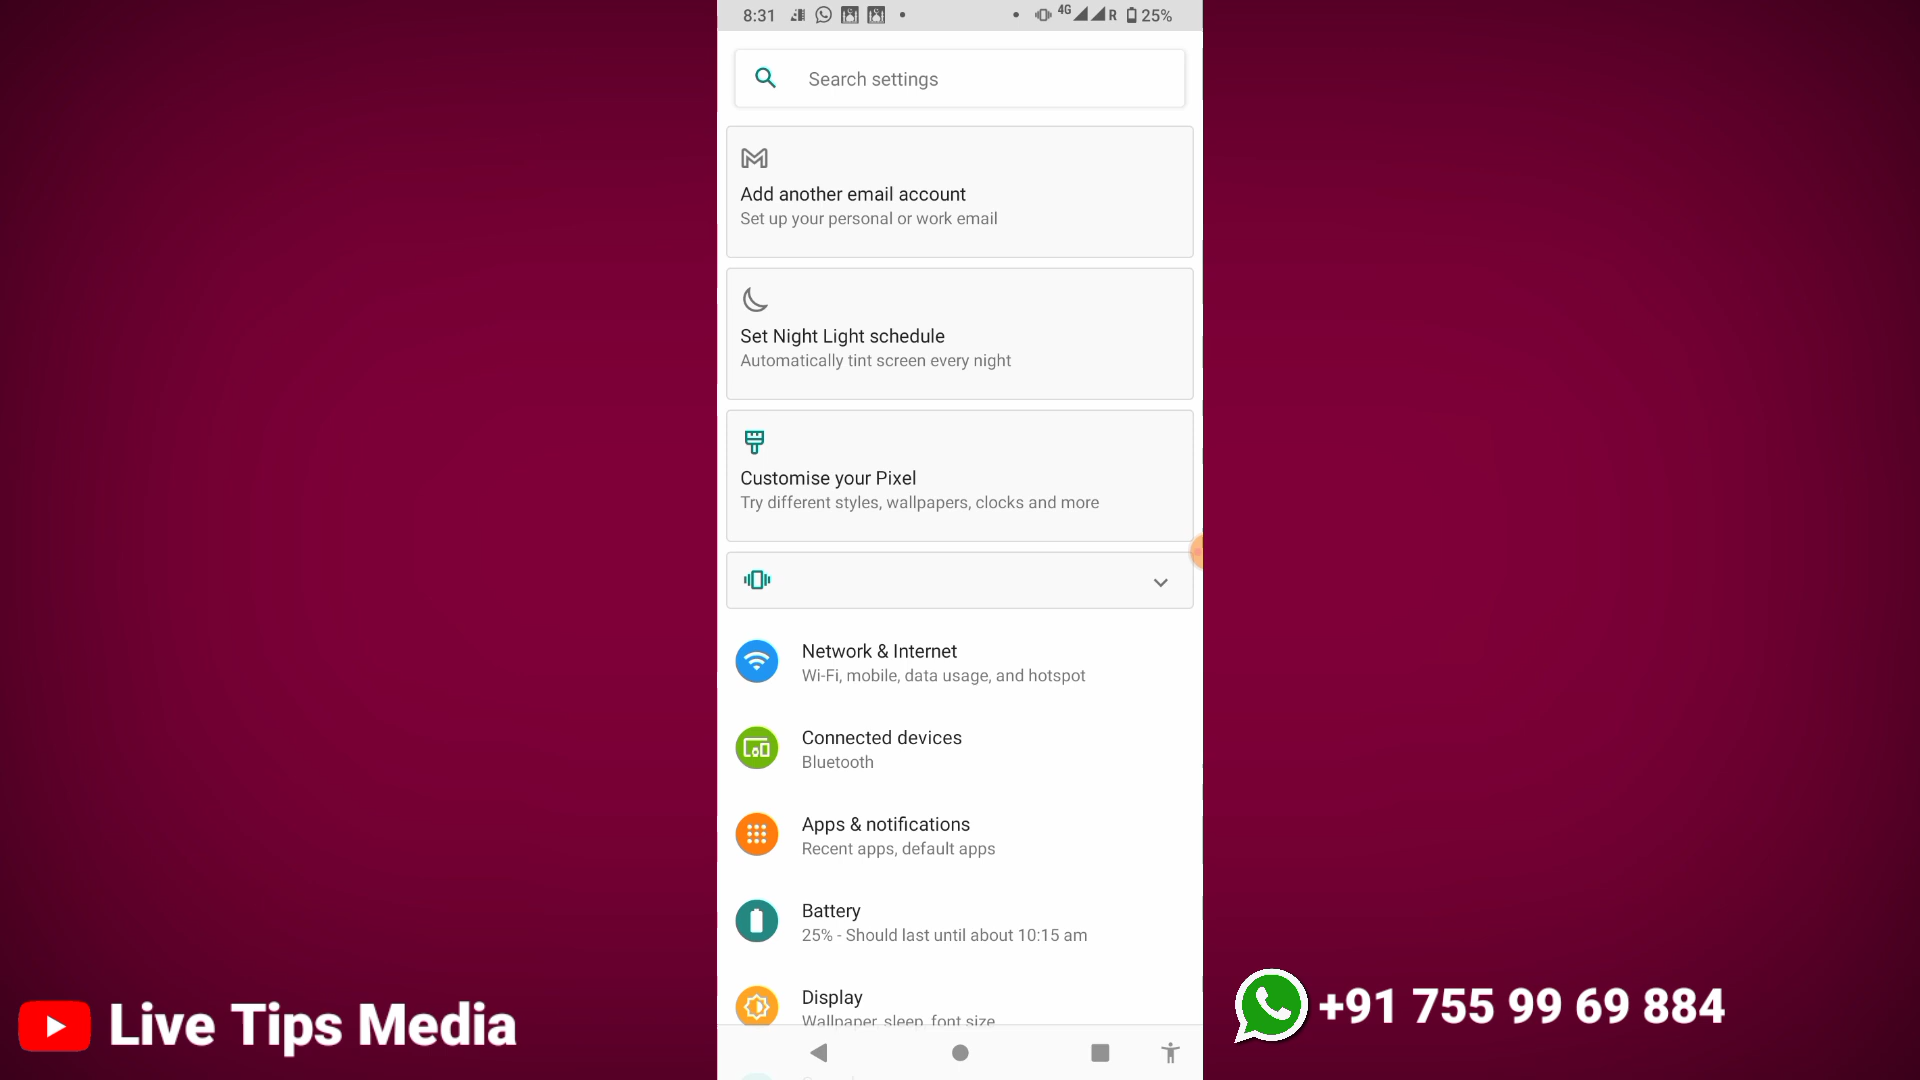 8:31
4G
R
25%
Search settings
Add another email account
Set up your personal or work email
Set Night Light schedule
Automatically tint screen every night
Customise your Pixel
Try different styles, wallpapers, clocks and more
Network & Internet
Wi-Fi, mobile, data usage, and hotspot
Connected devices
Bluetooth
Apps & notifications
Recent apps, default apps
Battery
25% - Should last until about 10:15 am
Display
Wallpaper, sleep, font size
Live Tips Media
+91 755 99 69 884